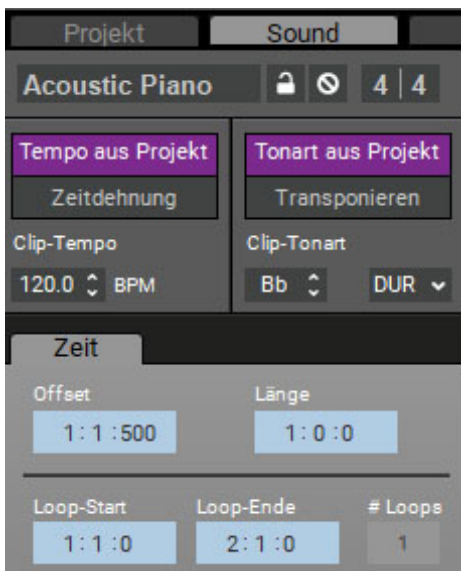 Projekt Sound
Acoustic Piano 4 | 4
Tempo aus Projekt Tonart aus Projekt
Zeitdehnung Transponieren
Clip-Tempo Clip-Tonart
120.0 BPM Bb DUR
Zeit
Offset Länge
1:1:500 1:0:0
Loop-Start Loop-Ende # Loops
1:1:0 2:1:0 1